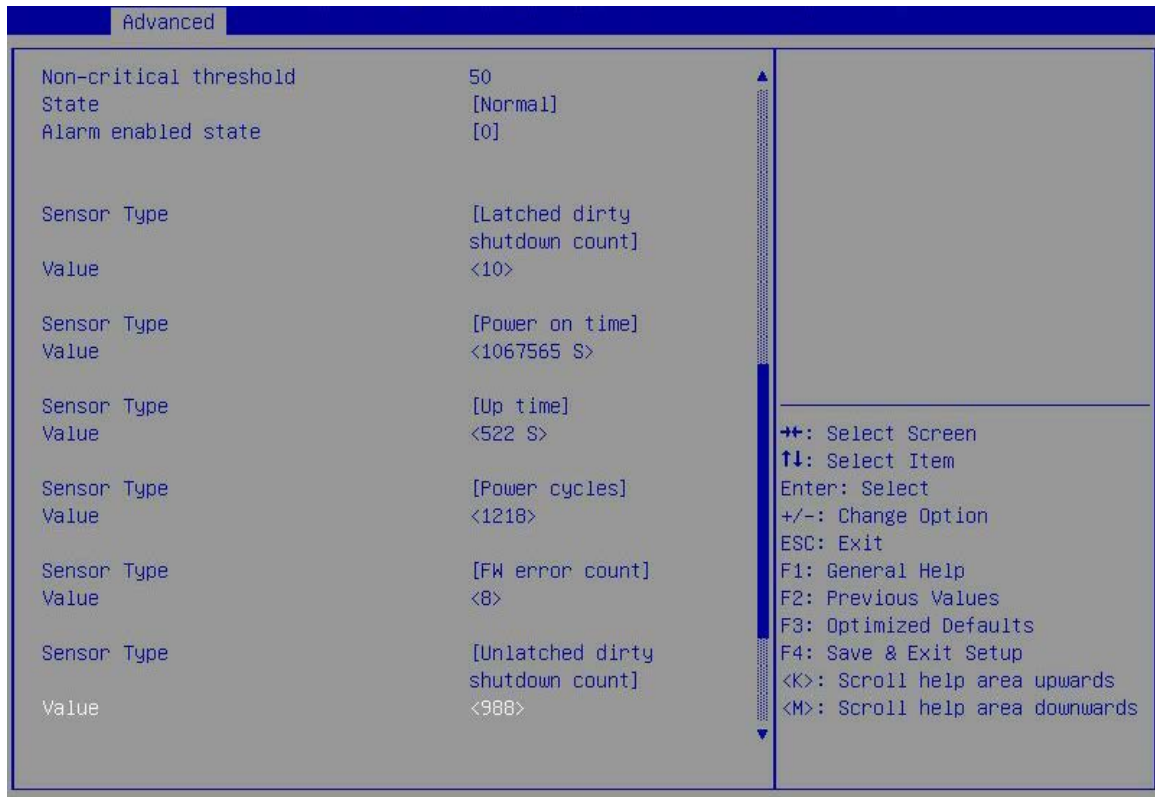 Advanced
Non-critical threshold 50
State [Normal]
Alarm enabled state [0]
Sensor Type [Latched dirty
shutdown count]
Value <10>
Sensor Type [Power on time]
Value <1067565 S>
Sensor Type [Up time]
Value <522 S>
Sensor Type [Power cycles]
Value <1218>
Sensor Type [FW error count]
Value <8>
Sensor Type [Unlatched dirty
shutdown count]
Value <988>
→←: Select Screen
↑↓: Select Item
Enter: Select
+/-: Change Option
ESC: Exit
F1: General Help
F2: Previous Values
F3: Optimized Defaults
F4: Save & Exit Setup
<K>: Scroll help area upwards
<M>: Scroll help area downwards